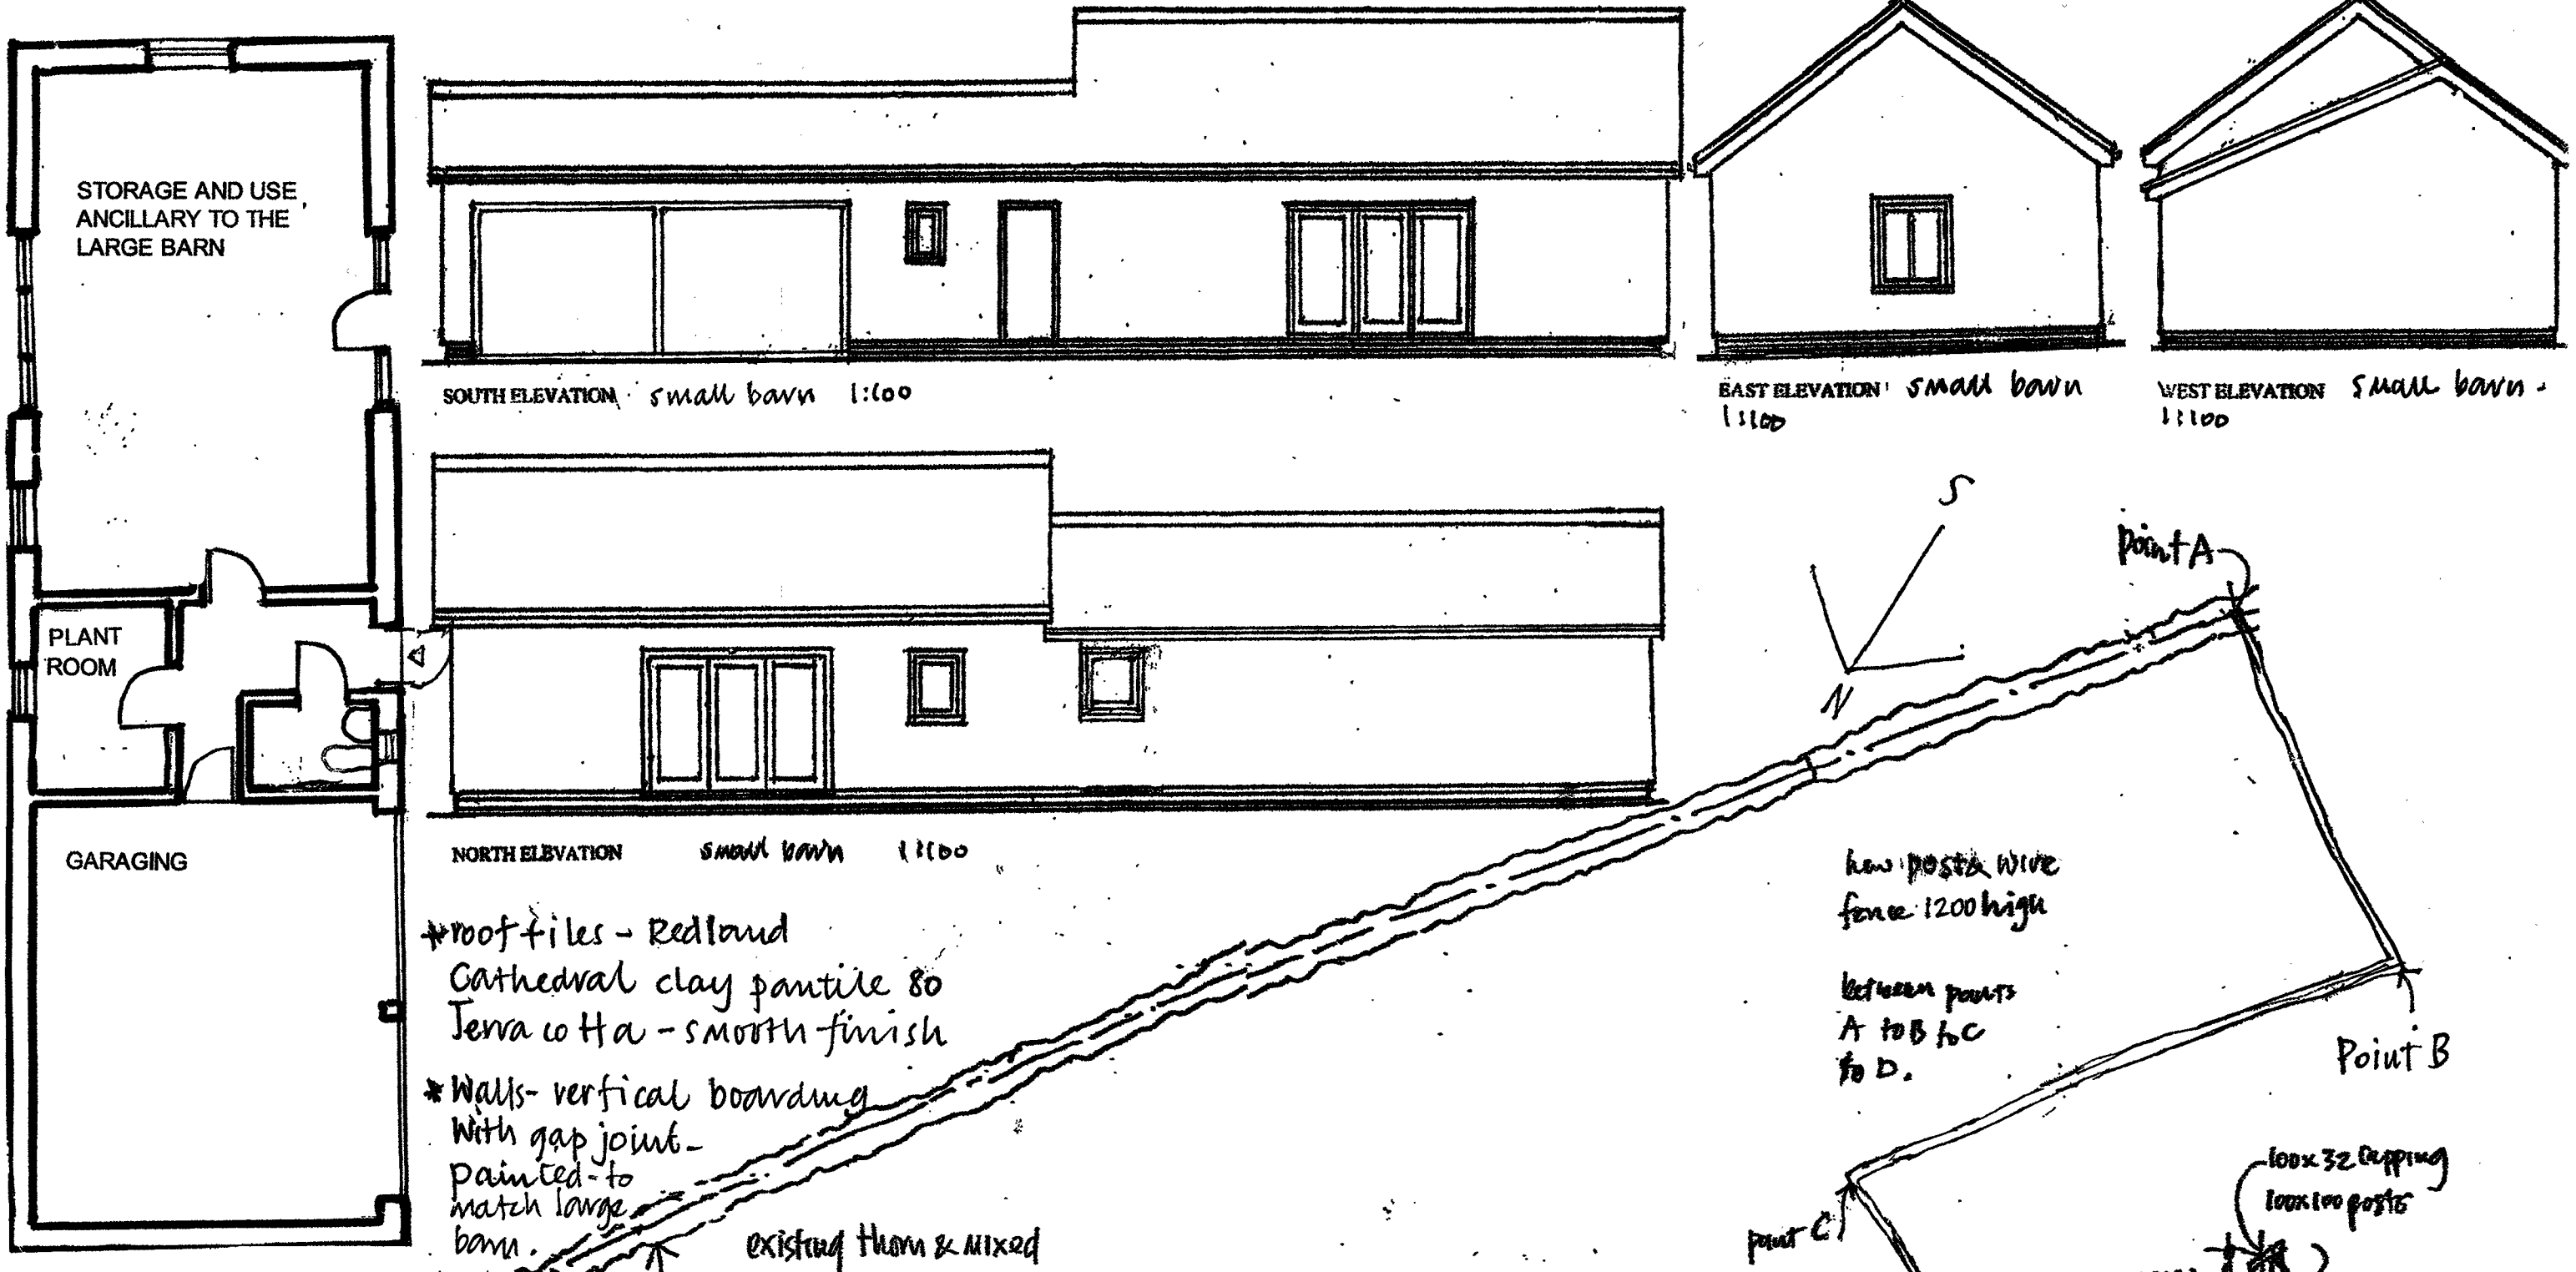 STORAGE AND USE
ANCILLARY TO THE
LARGE BARN
PLANT
ROOM
GARAGING
SOUTH ELEVATION small barn 1:100
EAST ELEVATION small barn
1:100
WEST ELEVATION small barn
1:100
NORTH ELEVATION small barn 1:100
*roof tiles - Redland
Cathedral clay pantile 80
Terracotta - smooth finish
*Walls - vertical boarding
With gap joint -
painted - to
match large
barn.
existing thorn & mixed
S
N
point A
new post & wire
fence 1200 high
between points
A to B to C
to D.
Point B
point C
100x32 capping
100x100 posts